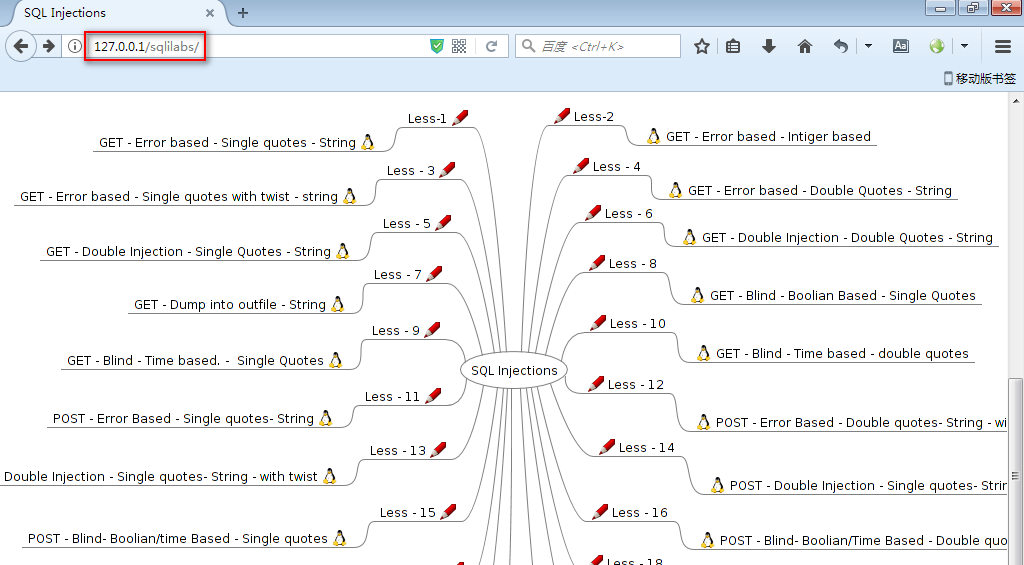 SQL Injections
127.0.0.1/sqlilabs/
百度 <Ctrl+K>
Aa
移动版书签
Less-1
Less-2
GET - Error based - Single quotes - String
GET - Error based - Intiger based
Less - 3
Less - 4
GET - Error based - Single quotes with twist - string
GET - Error based - Double Quotes - String
Less - 5
Less - 6
GET - Double Injection - Single Quotes - String
GET - Double Injection - Double Quotes - String
Less - 7
Less - 8
GET - Dump into outfile - String
GET - Blind - Boolian Based - Single Quotes
Less - 9
Less - 10
GET - Blind - Time based. - Single Quotes
GET - Blind - Time based - double quotes
SQL Injections
Less - 11
Less - 12
POST - Error Based - Single quotes- String
POST - Error Based - Double quotes- String - wi
Less - 13
Less - 14
Double Injection - Single quotes- String - with twist
POST - Double Injection - Single quotes- Strin
Less - 15
Less - 16
POST - Blind- Boolian/time Based - Single quotes
POST - Blind- Boolian/Time Based - Double quo
Less - 18